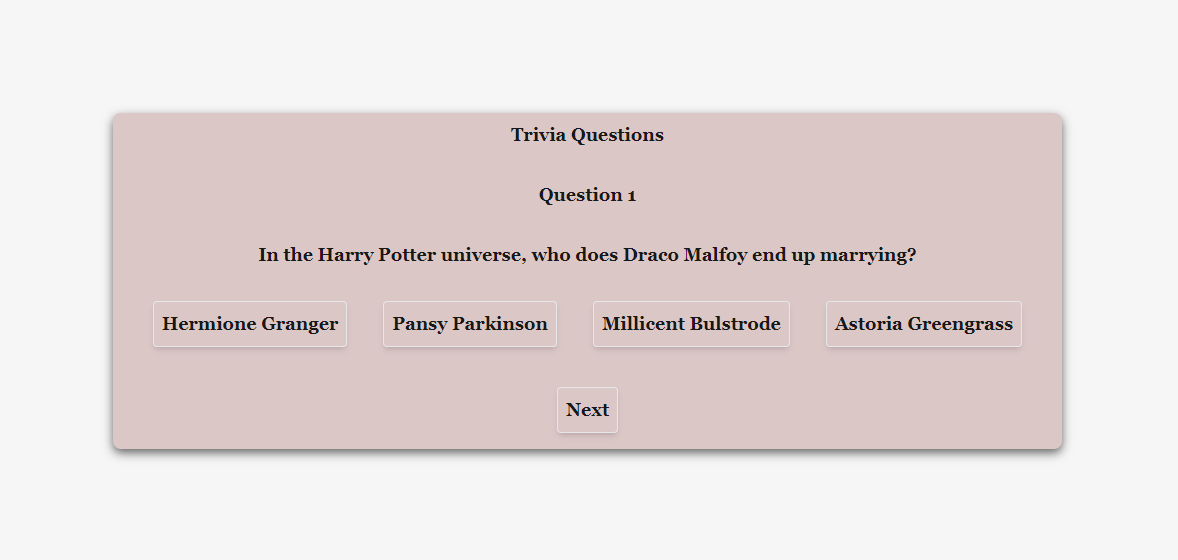 Trivia Questions
Question 1
In the Harry Potter universe, who does Draco Malfoy end up marrying?
Hermione Granger
Pansy Parkinson
Millicent Bulstrode
Astoria Greengrass
Next